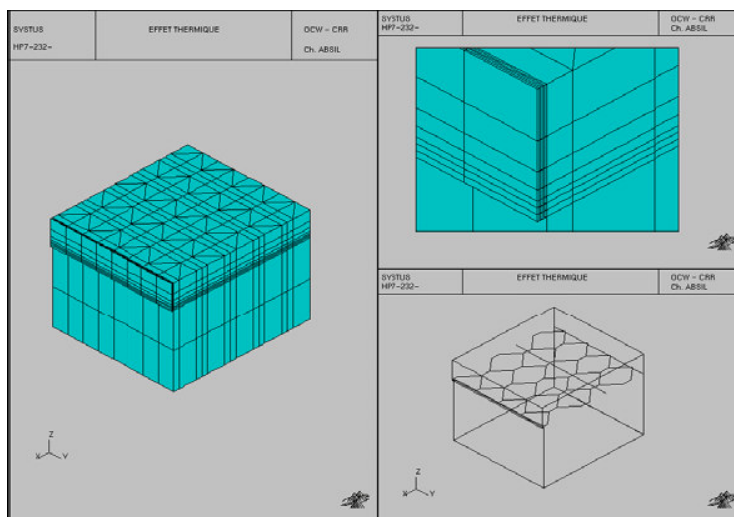 SYSTUS
HP7-232-
EFFET THERMIQUE
OCW - CRR
Ch. ABSIL
Z
X
Y
SYSTUS
HP7-232-
EFFET THERMIQUE
OCW - CRR
Ch. ABSIL
SYSTUS
HP7-232-
EFFET THERMIQUE
OCW - CRR
Ch. ABSIL
Z
X
Y